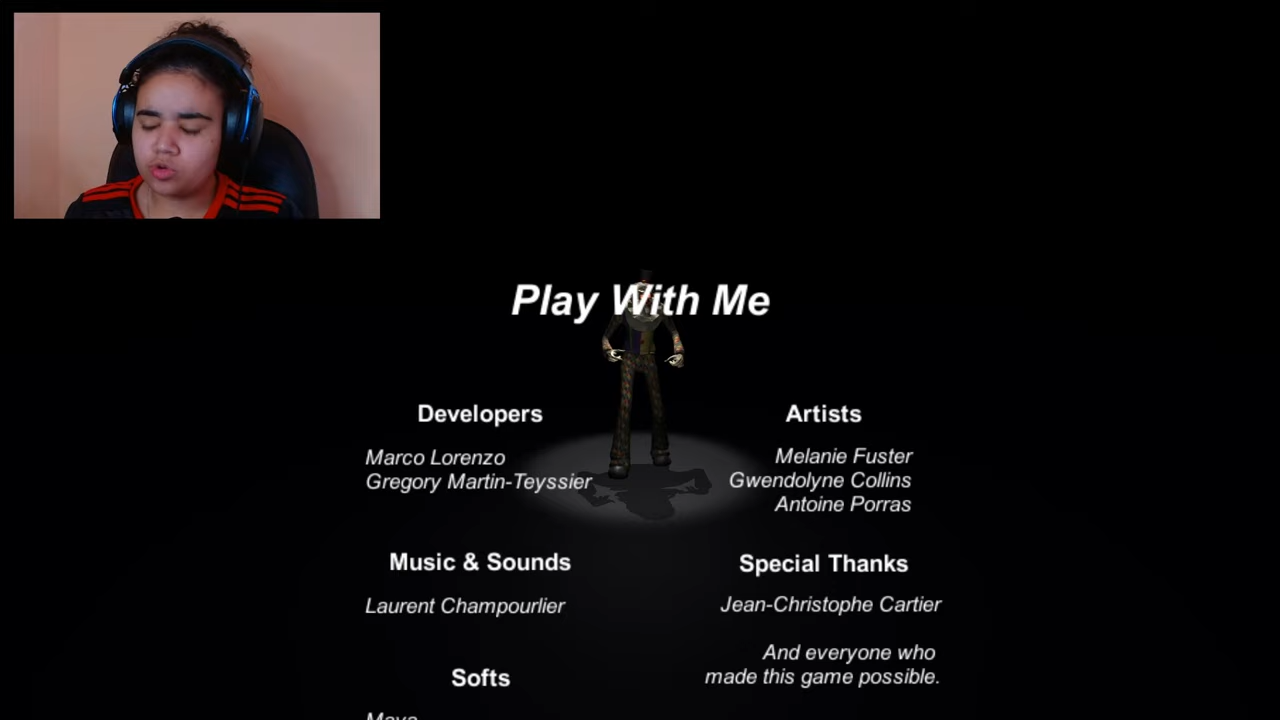 Play With Me
Developers
Marco Lorenzo
Gregory Martin-Teyssier
Artists
Melanie Fuster
Gwendolyne Collins
Antoine Porras
Music & Sounds
Laurent Champourlier
Special Thanks
Jean-Christophe Cartier
And everyone who
made this game possible.
Softs
Maya